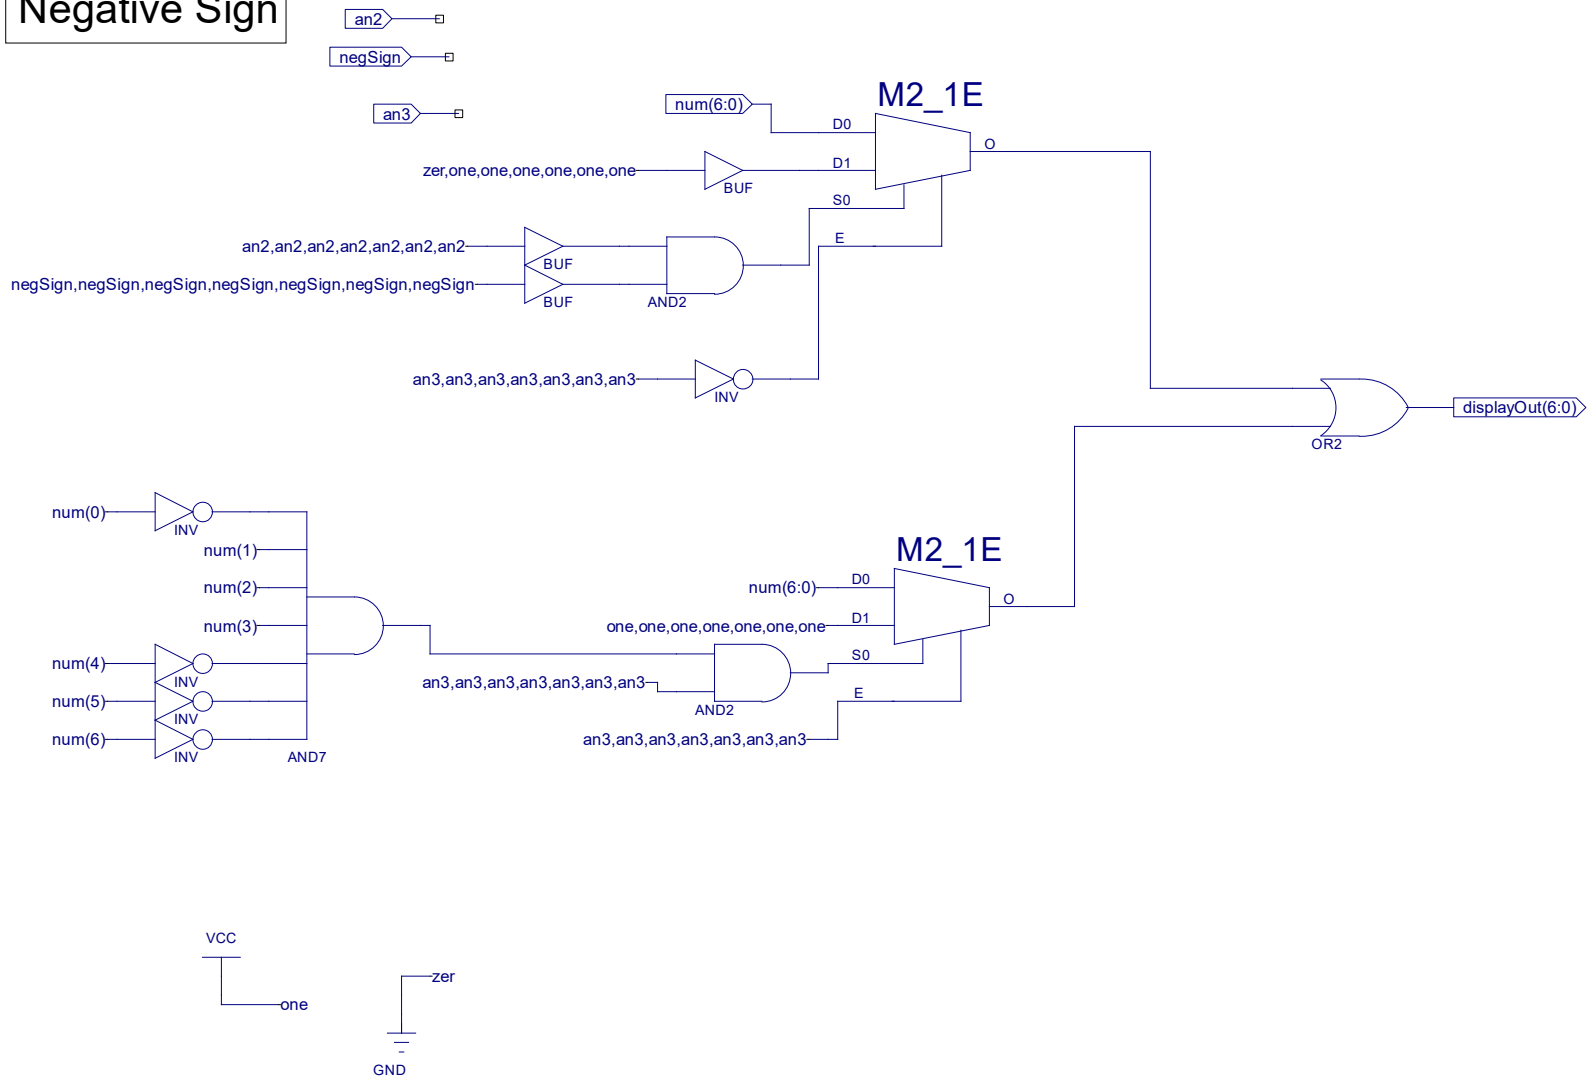 Negative Sign
an2
negSign
an3
num(6:0)
M2_1E
D0
O
zer,one,one,one,one,one,one
BUF
D1
S0
an2,an2,an2,an2,an2,an2,an2
BUF
E
negSign,negSign,negSign,negSign,negSign,negSign,negSign
BUF
AND2
an3,an3,an3,an3,an3,an3,an3
INV
displayOut(6:0)
OR2
num(0)
INV
num(1)
num(2)
num(3)
num(4)
INV
num(5)
INV
num(6)
INV
AND7
M2_1E
num(6:0)
D0
O
one,one,one,one,one,one,one
D1
S0
an3,an3,an3,an3,an3,an3,an3
AND2
E
an3,an3,an3,an3,an3,an3,an3
VCC
one
zer
GND